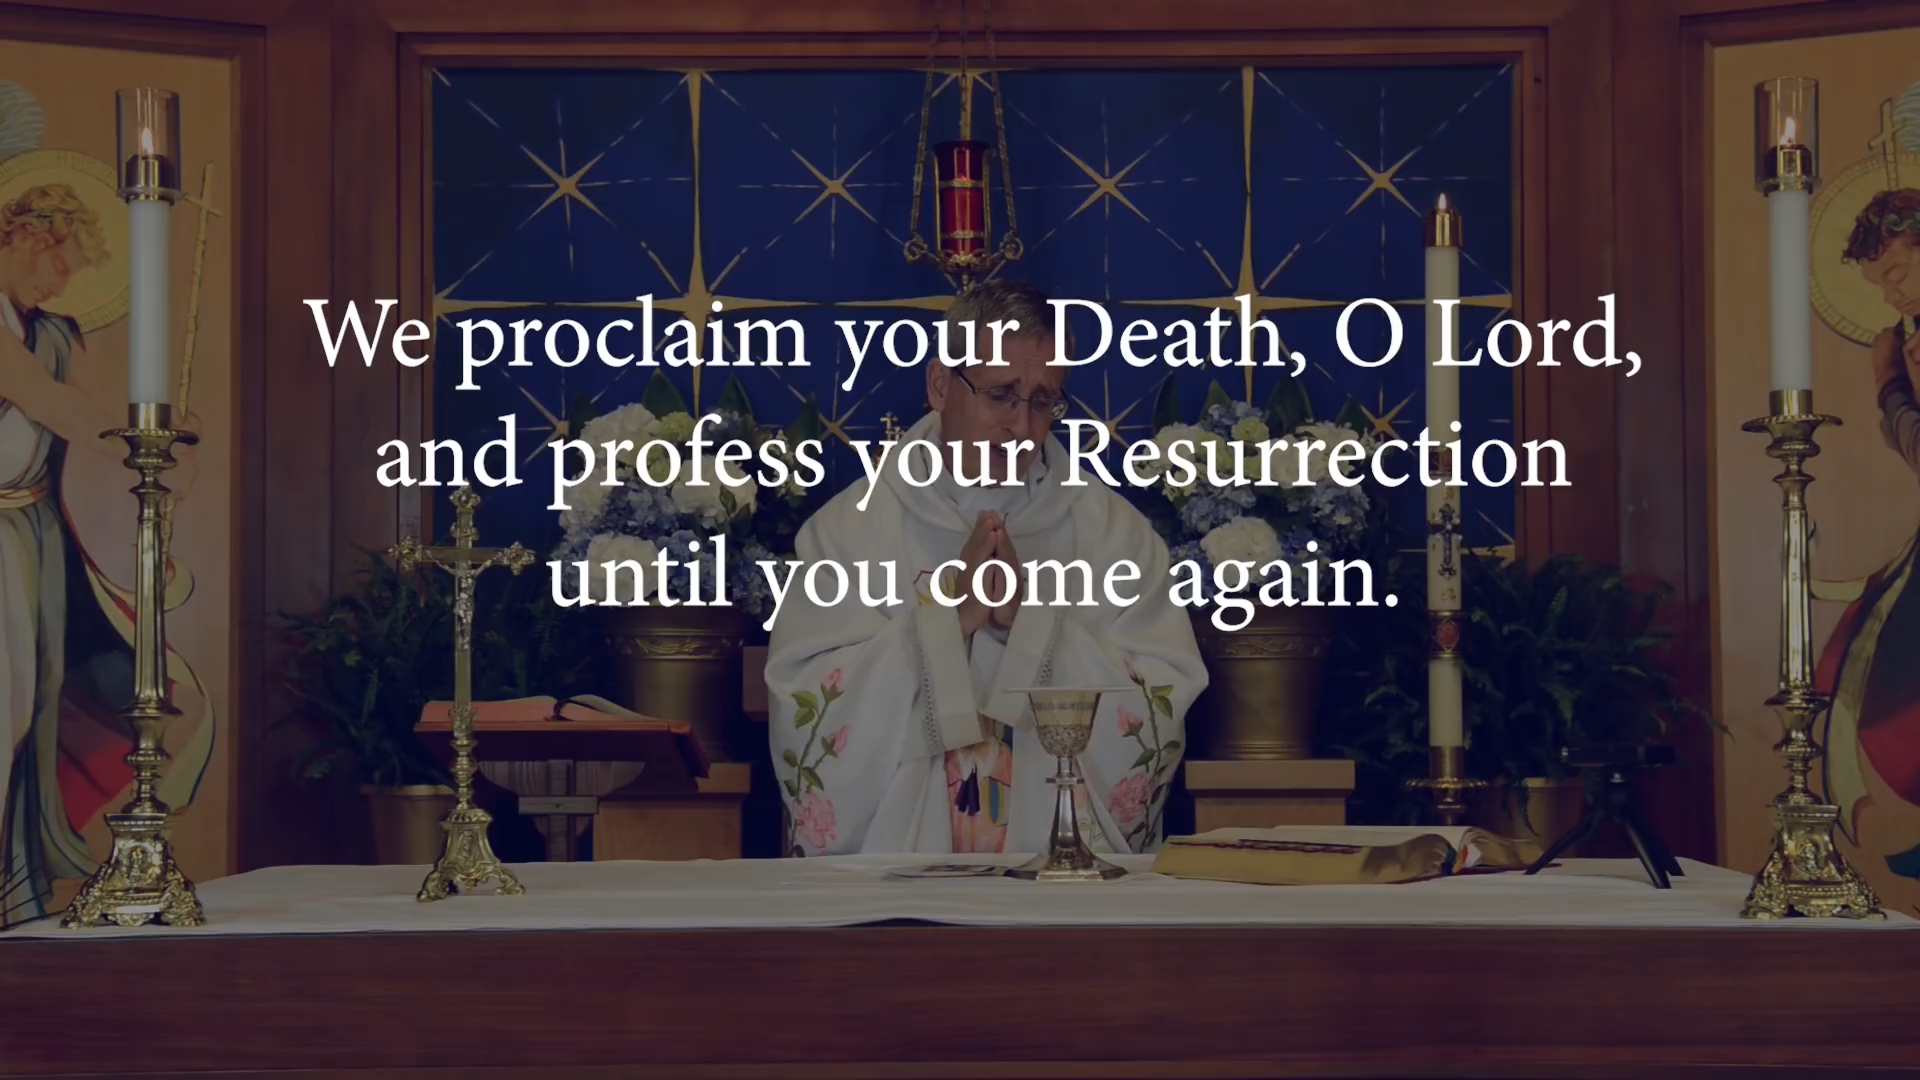 We proclaim your Death, O Lord,
and profess your Resurrection
until you come again.